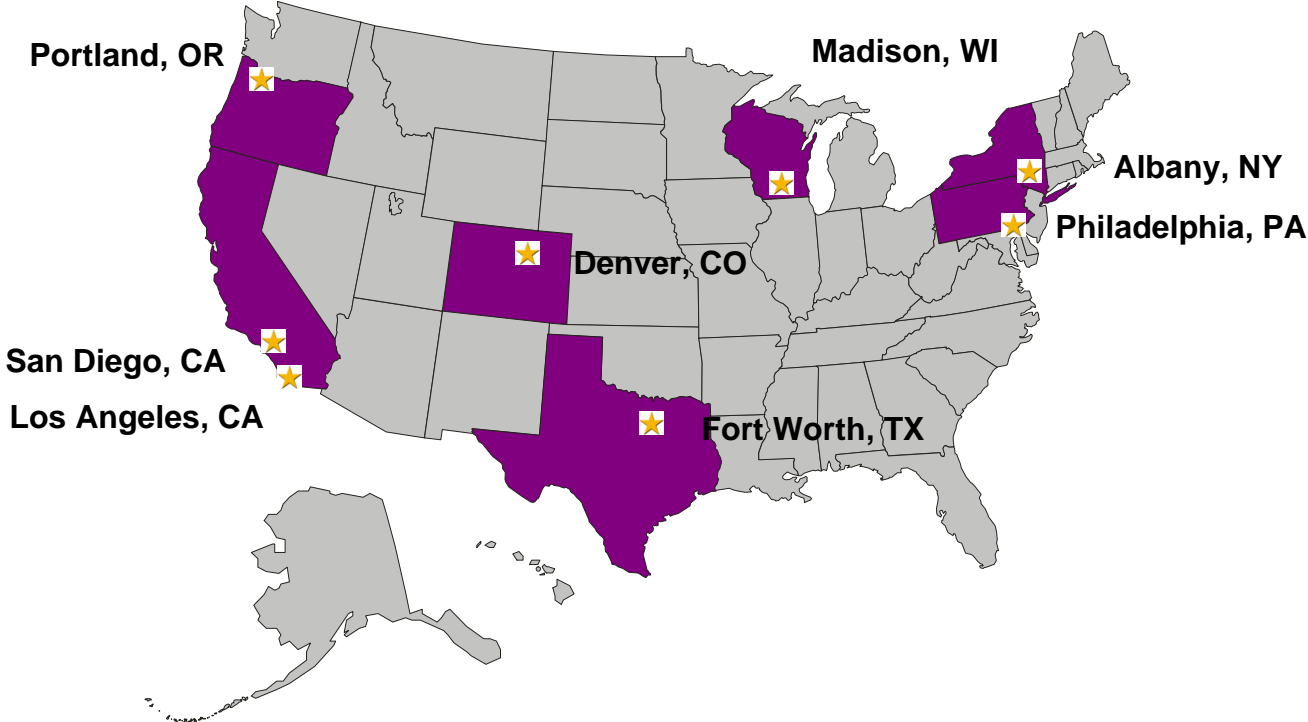 Portland, OR
Madison, WI
Albany, NY
Philadelphia, PA
Denver, CO
San Diego, CA
Los Angeles, CA
Fort Worth, TX